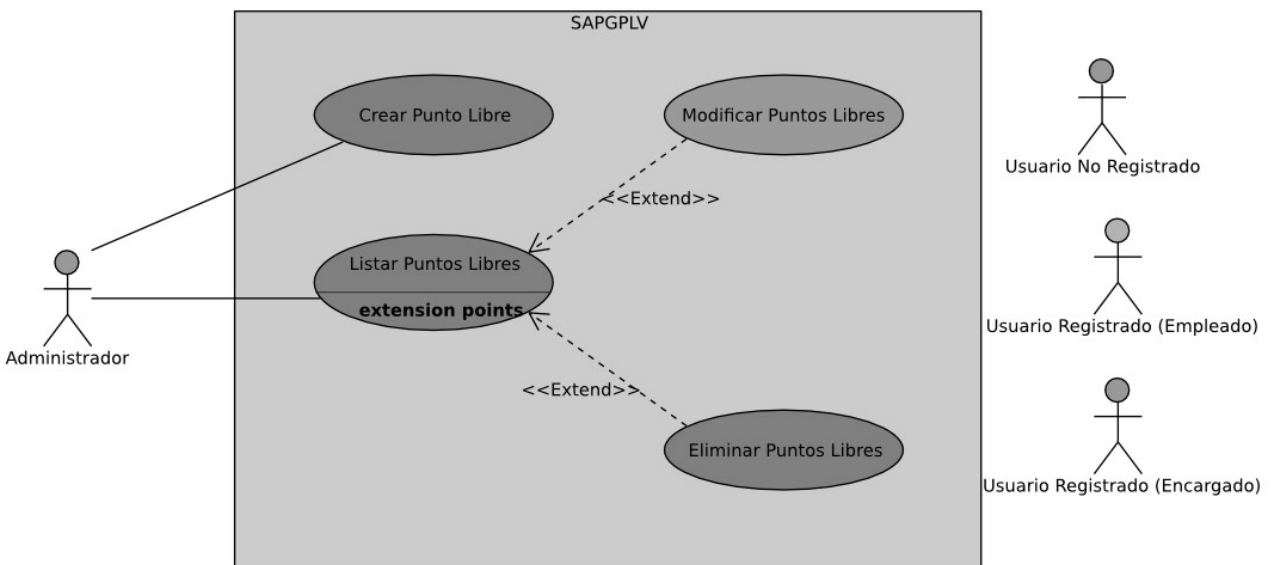 SAPGPLV
Crear Punto Libre
Modificar Puntos Libres
Usuario No Registrado
<<Extend>>
Listar Puntos Libres
extension points
Administrador
Usuario Registrado (Empleado)
<<Extend>>
Eliminar Puntos Libres
Usuario Registrado (Encargado)